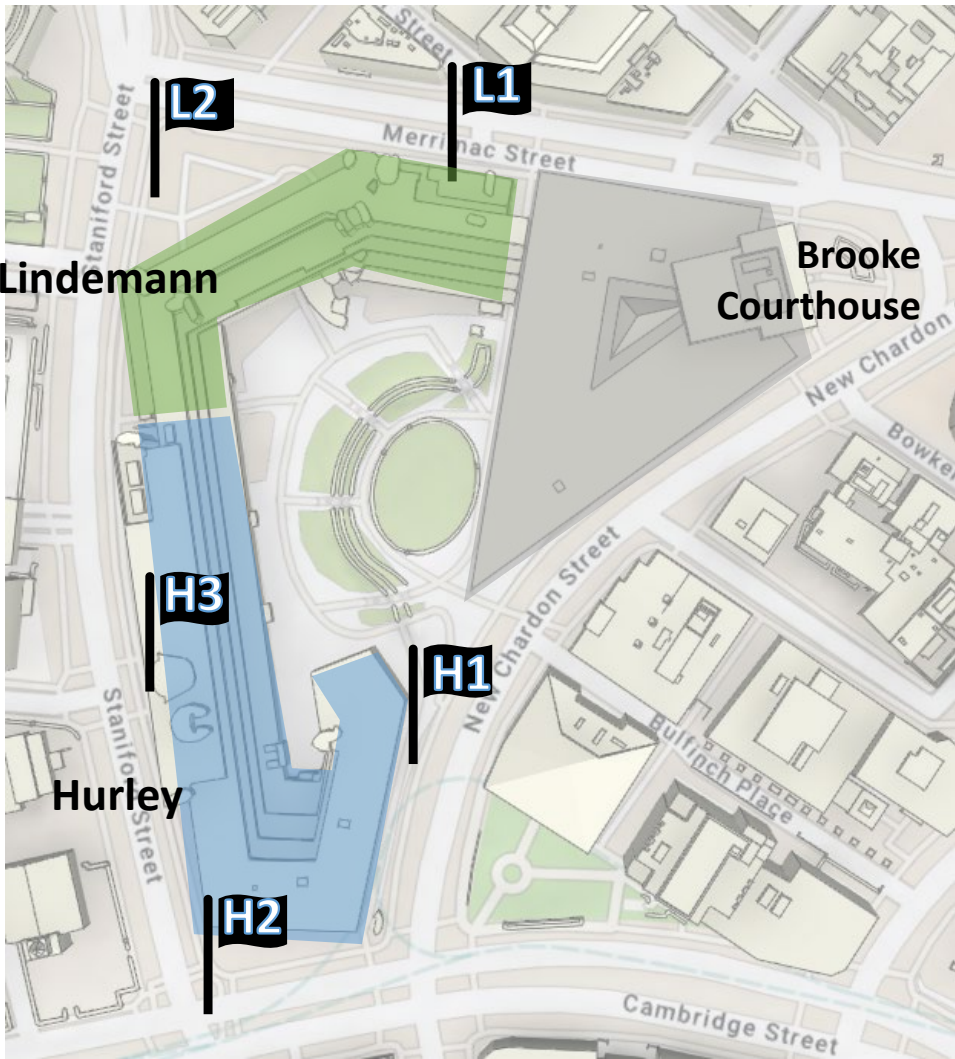 Street
L2
L1
Merrimac Street
Staniford Street
Lindemann
Brooke
Courthouse
New Chardon
Bowker
H3
H1
New Chardon Street
Staniford Street
Hurley
Bulfinch Place
H2
Cambridge Street